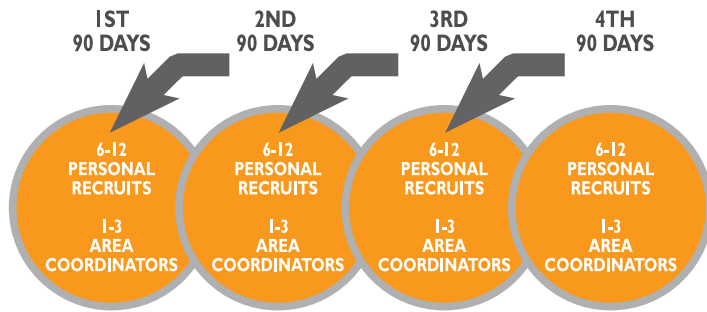 1ST
90 DAYS
2ND
90 DAYS
3RD
90 DAYS
4TH
90 DAYS
6-12
PERSONAL
RECRUITS
1-3
AREA
COORDINATORS
6-12
PERSONAL
RECRUITS
1-3
AREA
COORDINATORS
6-12
PERSONAL
RECRUITS
1-3
AREA
COORDINATORS
6-12
PERSONAL
RECRUITS
1-3
AREA
COORDINATORS